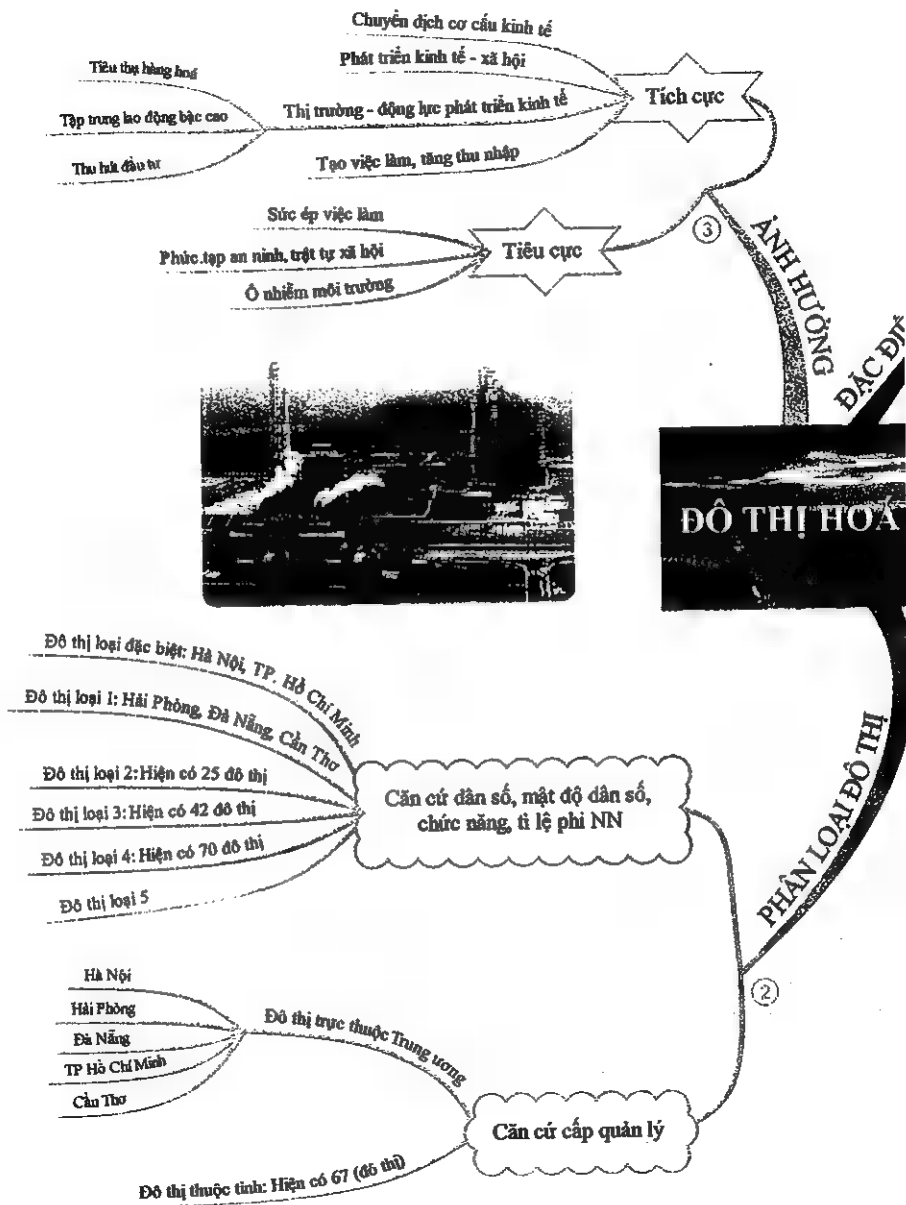 Chuyển dịch cơ cấu kinh tế
Phát triển kinh tế - xã hội
Thị trường - động lực phát triển kinh tế
Tiêu thụ hàng hoá
Tập trung lao động bậc cao
Thu hút đầu tư
Tạo việc làm, tăng thu nhập
Tích cực
Sức ép việc làm
Phức tạp an ninh, trật tự xã hội
Ô nhiễm môi trường
Tiêu cực
③
ẢNH HƯỞNG
ĐẶC ĐIỂ
ĐÔ THỊ HOÁ
Đô thị loại đặc biệt: Hà Nội, TP. Hồ Chí Minh
Đô thị loại 1: Hải Phòng, Đà Nẵng, Cần Thơ
Đô thị loại 2: Hiện có 25 đô thị
Đô thị loại 3: Hiện có 42 đô thị
Đô thị loại 4: Hiện có 70 đô thị
Đô thị loại 5
Căn cứ dân số, mật độ dân số,
chức năng, tỉ lệ phi NN
PHÂN LOẠI ĐÔ THỊ
②
Hà Nội
Hải Phòng
Đà Nẵng
TP Hồ Chí Minh
Cần Thơ
Đô thị trực thuộc Trung ương
Căn cứ cấp quản lý
Đô thị thuộc tỉnh: Hiện có 67 (đô thị)